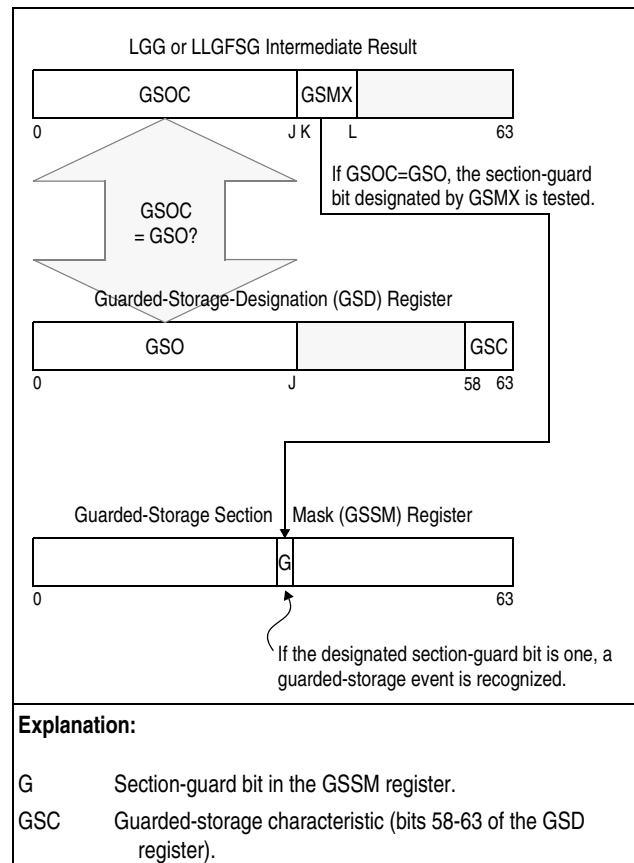 LGG or LLGFSG Intermediate Result
GSOC GSMX
0 J K L 63
If GSOC=GSO, the section-guard
bit designated by GSMX is tested.
GSOC
= GSO?
Guarded-Storage-Designation (GSD) Register
GSO GSC
0 J 58 63
Guarded-Storage Section Mask (GSSM) Register
G
0 63
If the designated section-guard bit is one, a
guarded-storage event is recognized.
Explanation:
G Section-guard bit in the GSSM register.
GSC Guarded-storage characteristic (bits 58-63 of the GSD
register).